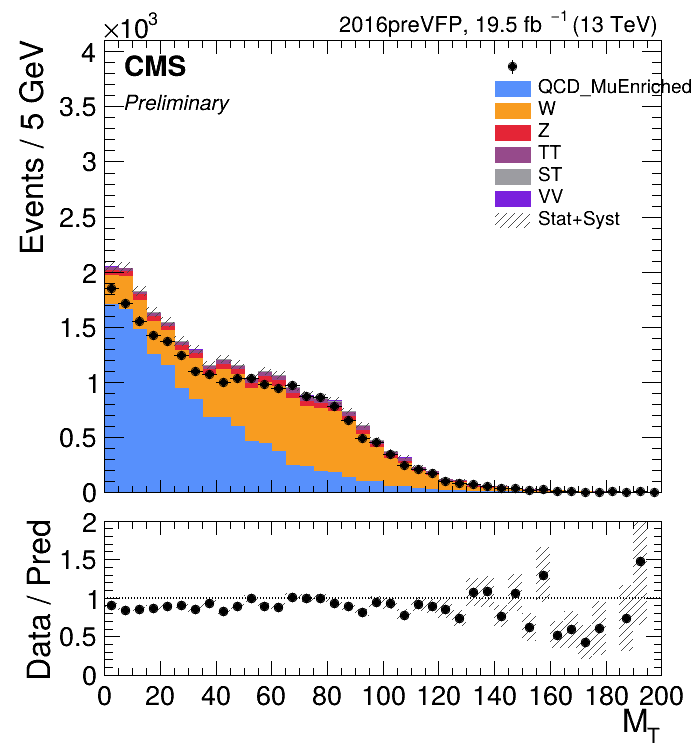 ×10³
2016preVFP, 19.5 fb⁻¹ (13 TeV)
CMS
Preliminary
Events / 5 GeV
4
3.5
3
2.5
2
1.5
1
0.5
0
QCD_MuEnriched
W
Z
TT
ST
VV
Stat+Syst
Data / Pred
2
1.5
1
0.5
0
0 20 40 60 80 100 120 140 160 180 200
M_T